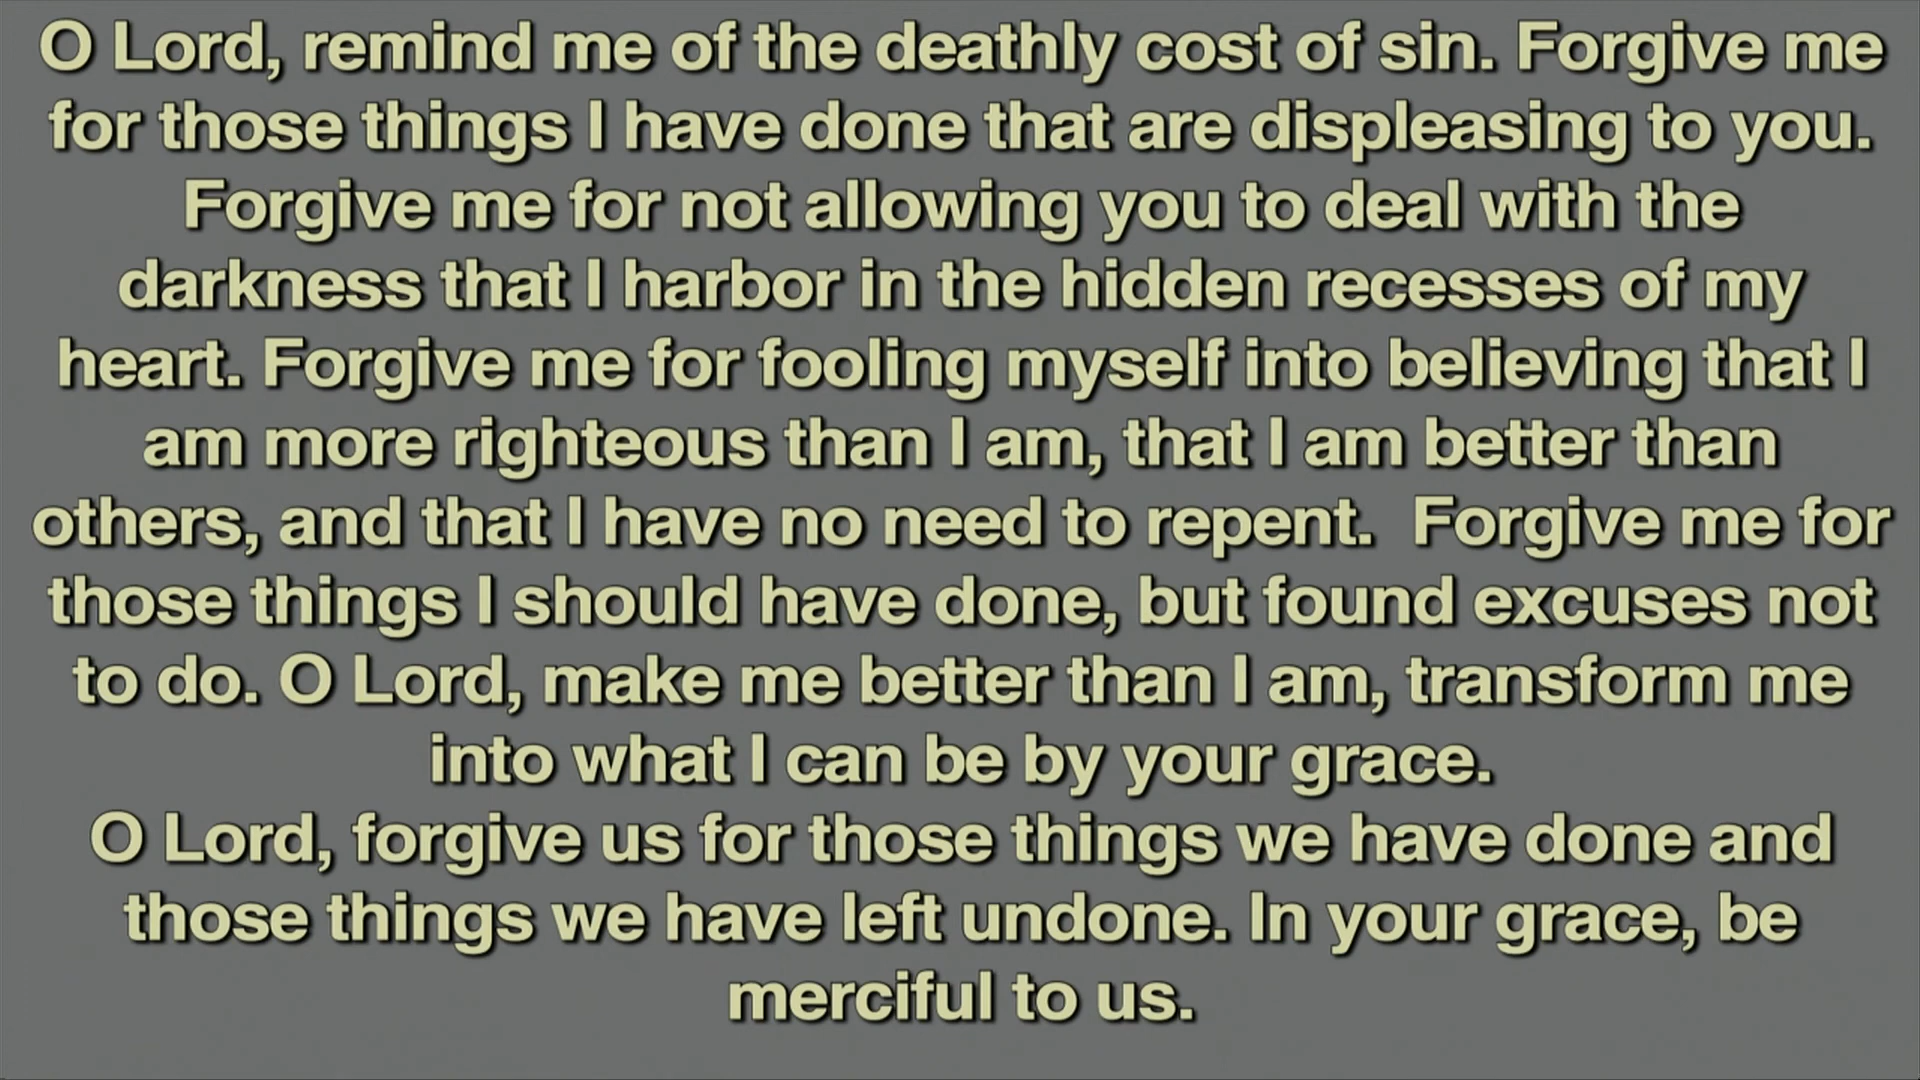 O Lord, remind me of the deathly cost of sin. Forgive me
for those things I have done that are displeasing to you.
Forgive me for not allowing you to deal with the
darkness that I harbor in the hidden recesses of my
heart. Forgive me for fooling myself into believing that I
am more righteous than I am, that I am better than
others, and that I have no need to repent.  Forgive me for
those things I should have done, but found excuses not
to do. O Lord, make me better than I am, transform me
into what I can be by your grace.
O Lord, forgive us for those things we have done and
those things we have left undone. In your grace, be
merciful to us.